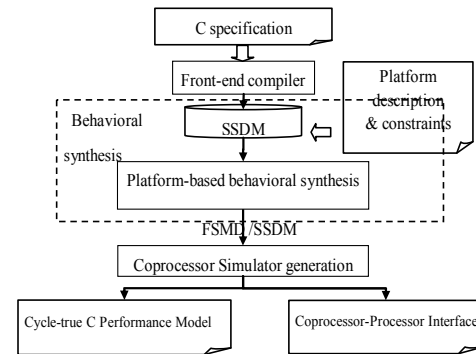 C specification
Front-end compiler
Platform
description
& constraints
Behavioral
synthesis
SSDM
Platform-based behavioral synthesis
FSMD /SSDM
Coprocessor Simulator generation
Cycle-true C Performance Model
Coprocessor-Processor Interface